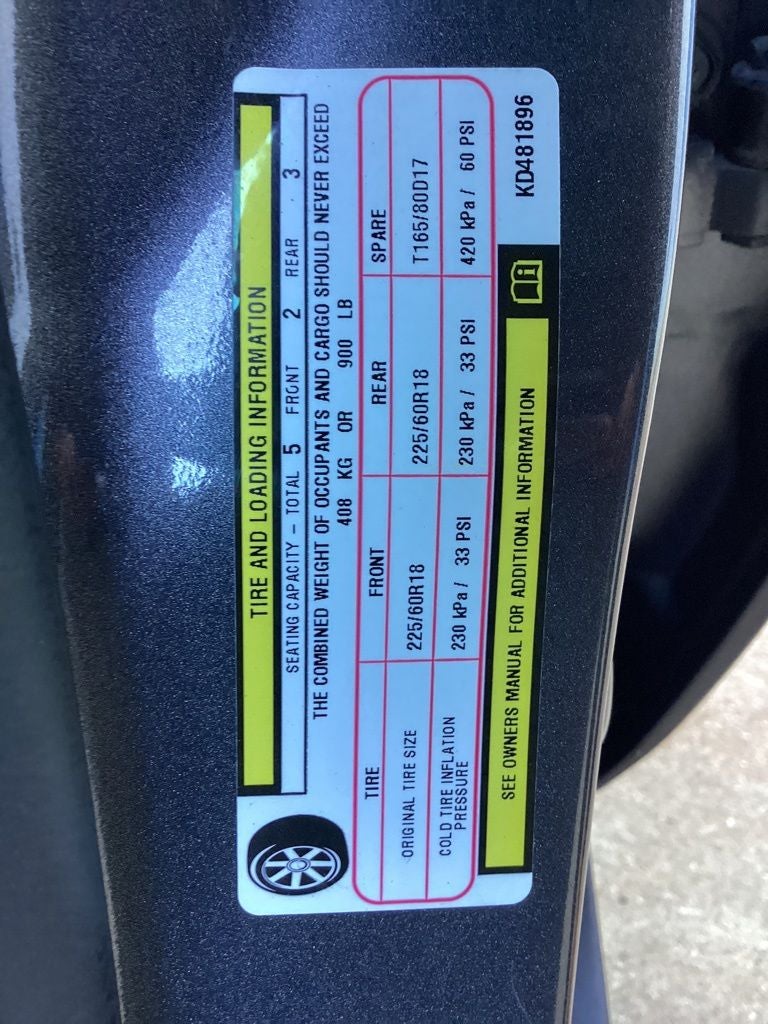 TIRE AND LOADING INFORMATION
SEATING CAPACITY - TOTAL 5 FRONT 2 REAR 3
THE COMBINED WEIGHT OF OCCUPANTS AND CARGO SHOULD NEVER EXCEED
408 KG OR 900 LB
TIRE FRONT REAR SPARE
ORIGINAL TIRE SIZE 225/60R18 225/60R18 T165/80D17
COLD TIRE INFLATION PRESSURE 230 kPa / 33 PSI 230 kPa / 33 PSI 420 kPa / 60 PSI
SEE OWNERS MANUAL FOR ADDITIONAL INFORMATION
KD481896